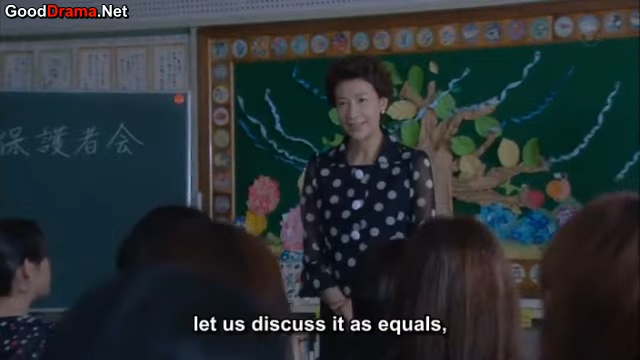 GoodDrama.Net
保護者会
let us discuss it as equals,